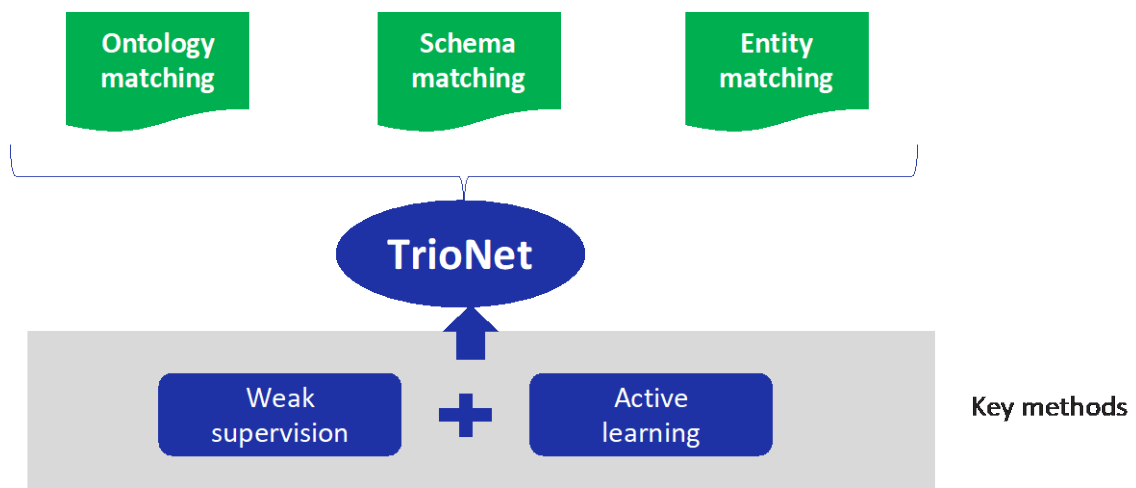 Ontology
matching
Schema
matching
Entity
matching
TrioNet
Weak
supervision
Active
learning
Key methods